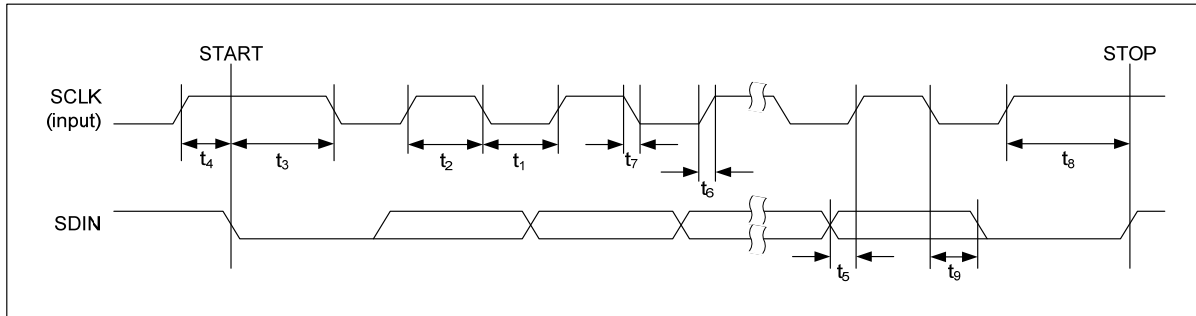 START
STOP
SCLK
(input)
t4
t3
t2
t1
t7
t6
t8
SDIN
t5
t9